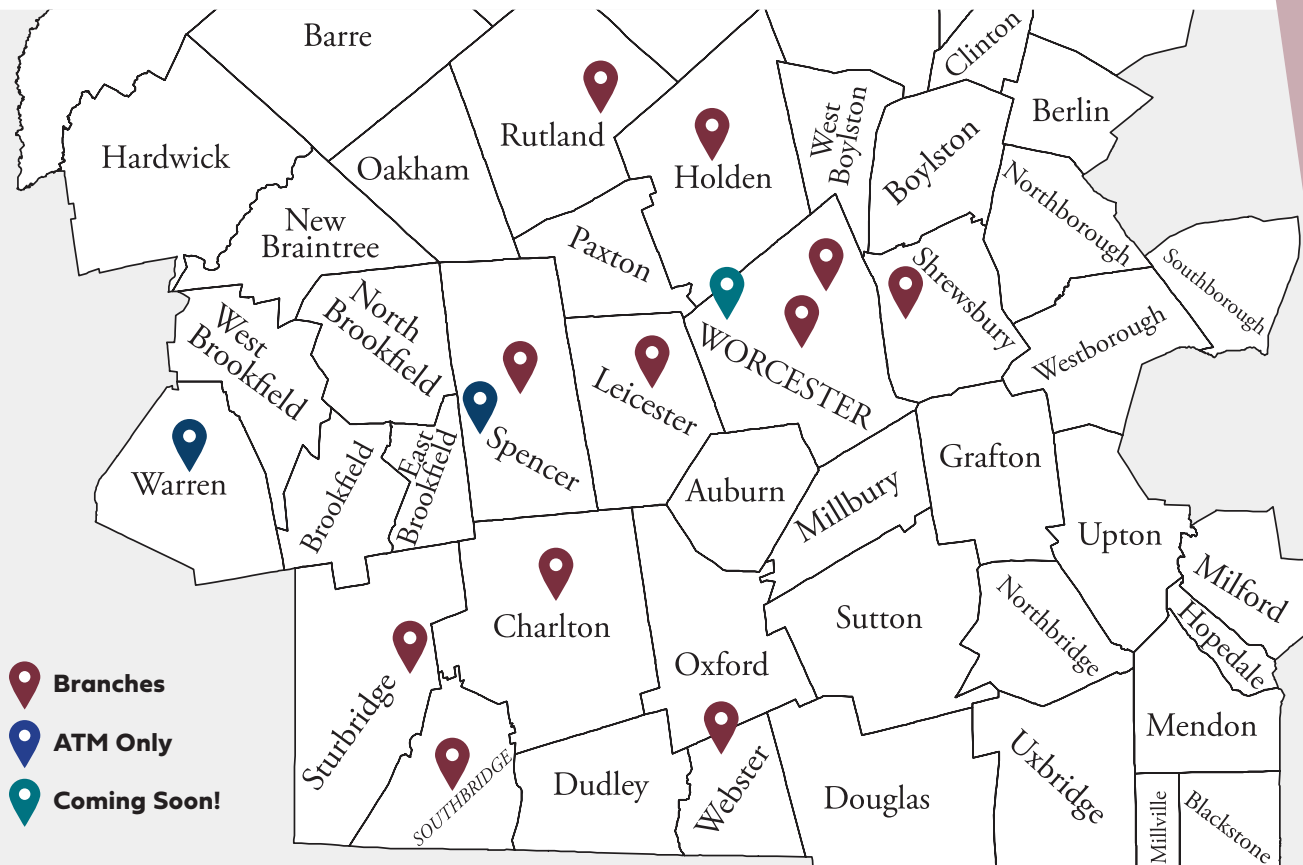 Barre
Clinton
Berlin
West
Boylston
Boylston
Rutland
Hardwick
Oakham
Holden
Northborough
New
Braintree
Paxton
Shrewsbury
Southborough
North
Brookfield
West
Brookfield
WORCESTER
Westborough
Leicester
Spencer
East
Brookfield
Brookfield
Warren
Auburn
Grafton
Millbury
Upton
Milford
Charlton
Sutton
Northbridge
Hopedale
Oxford
Sturbridge
Mendon
SOUTHBRIDGE
Dudley
Webster
Douglas
Uxbridge
Millville
Blackstone
Branches
ATM Only
Coming Soon!